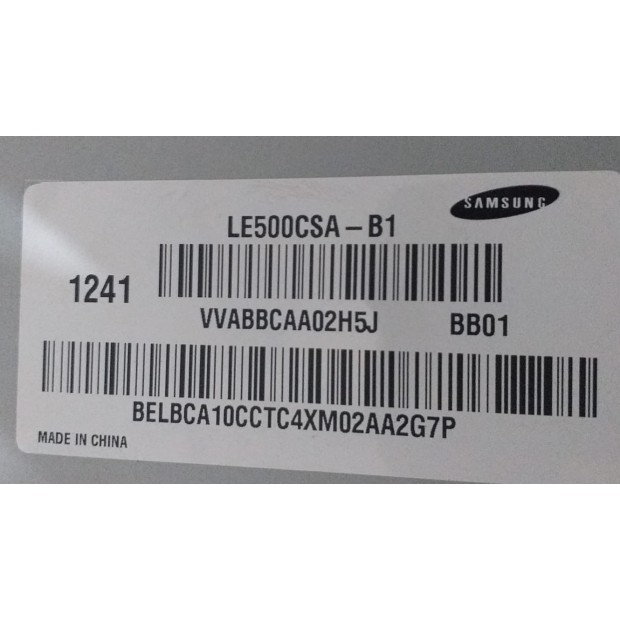 SAMSUNG
LE500CSA-B1
1241
VVABBCAA02H5J BB01
BELBCA10CCTC4XM02AA2G7P
MADE IN CHINA